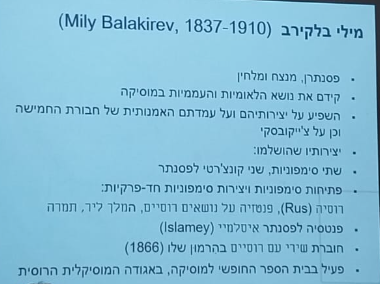 מילי בלקירב (Mily Balakirev, 1837-1910)
• פסנתרן, מנצח ומלחין
• קידם את נושא הלאומיות והעממיות במוסיקה
• השפיע על יצירותיהם ועל עמדתם האמנותית של חבורת החמישה
וכן על צ'ייקובסקי
• יצירותיו שהושלמו:
• שתי סימפוניות, שני קונצ'רטי לפסנתר
• פתיחות סימפוניות ויצירות סימפוניות חד-פרקיות:
רוסיה (Rus), פנטזיה על נושאים רוסיים, המלך ליר, תמרה
• פנטסיה לפסנתר איסלמיי (Islamey)
• חוברת שירי עם רוסיים בהרמון שלו (1866)
• פעיל בבית הספר החופשי למוסיקה, באגודה המוסיקלית הרוסית